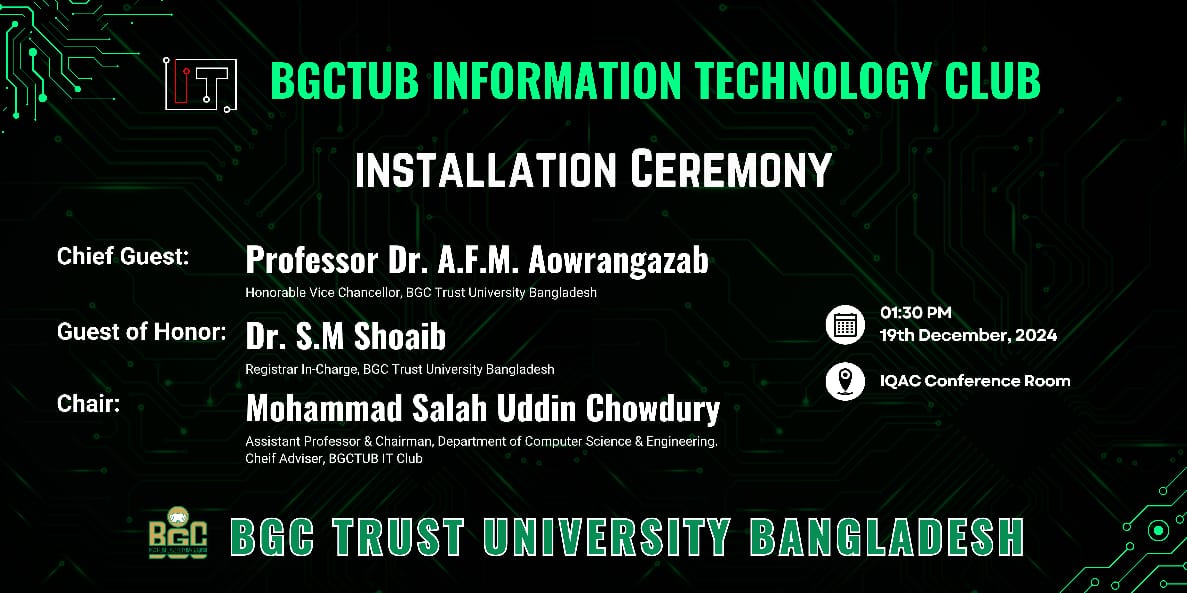 IT
BGCTUB INFORMATION TECHNOLOGY CLUB
INSTALLATION CEREMONY
Chief Guest:
Professor Dr. A.F.M. Aowrangazab
Honorable Vice Chancellor, BGC Trust University Bangladesh
Guest of Honor:
Dr. S.M Shoaib
Registrar In-Charge, BGC Trust University Bangladesh
Chair:
Mohammad Salah Uddin Chowdury
Assistant Professor & Chairman, Department of Computer Science & Engineering.
Cheif Adviser, BGCTUB IT Club
01:30 PM
19th December, 2024
IQAC Conference Room
BGC
BGC TRUST UNIVERSITY BANGLADESH